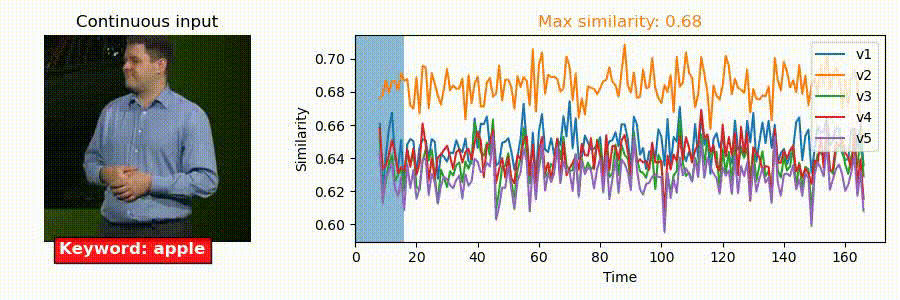 Continuous input
Keyword: apple
Max similarity: 0.68
Similarity
0.70
0.68
0.66
0.64
0.62
0.60
0 20 40 60 80 100 120 140 160
Time
v1
v2
v3
v4
v5